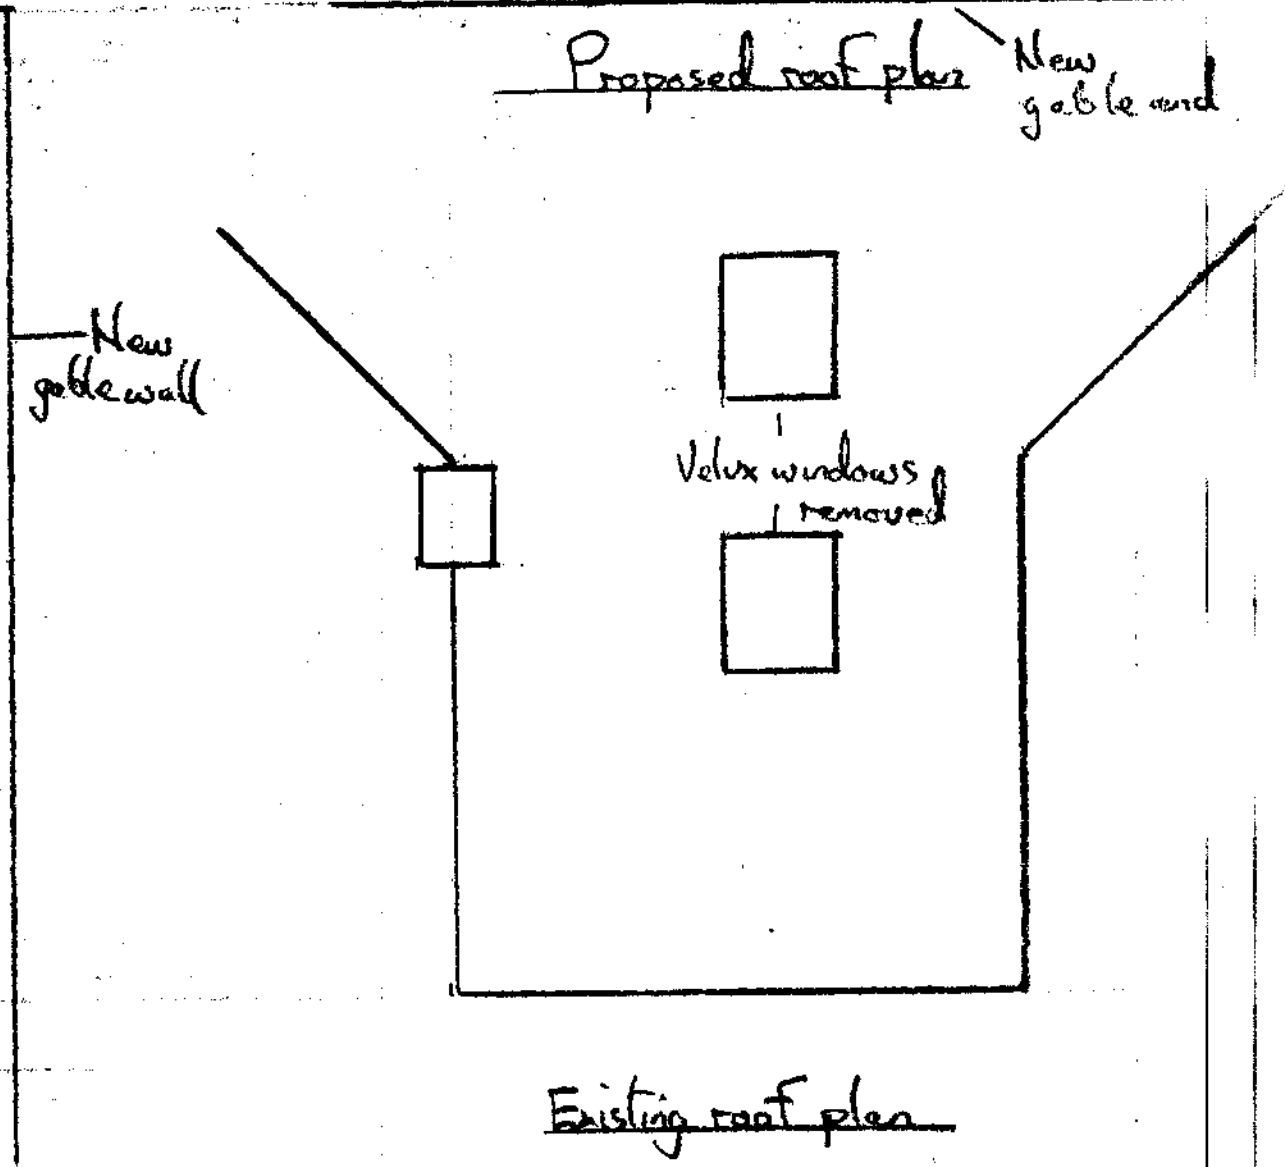 Proposed roof plan
New
gable end
New
gable wall
Velux windows
removed
Existing roof plan